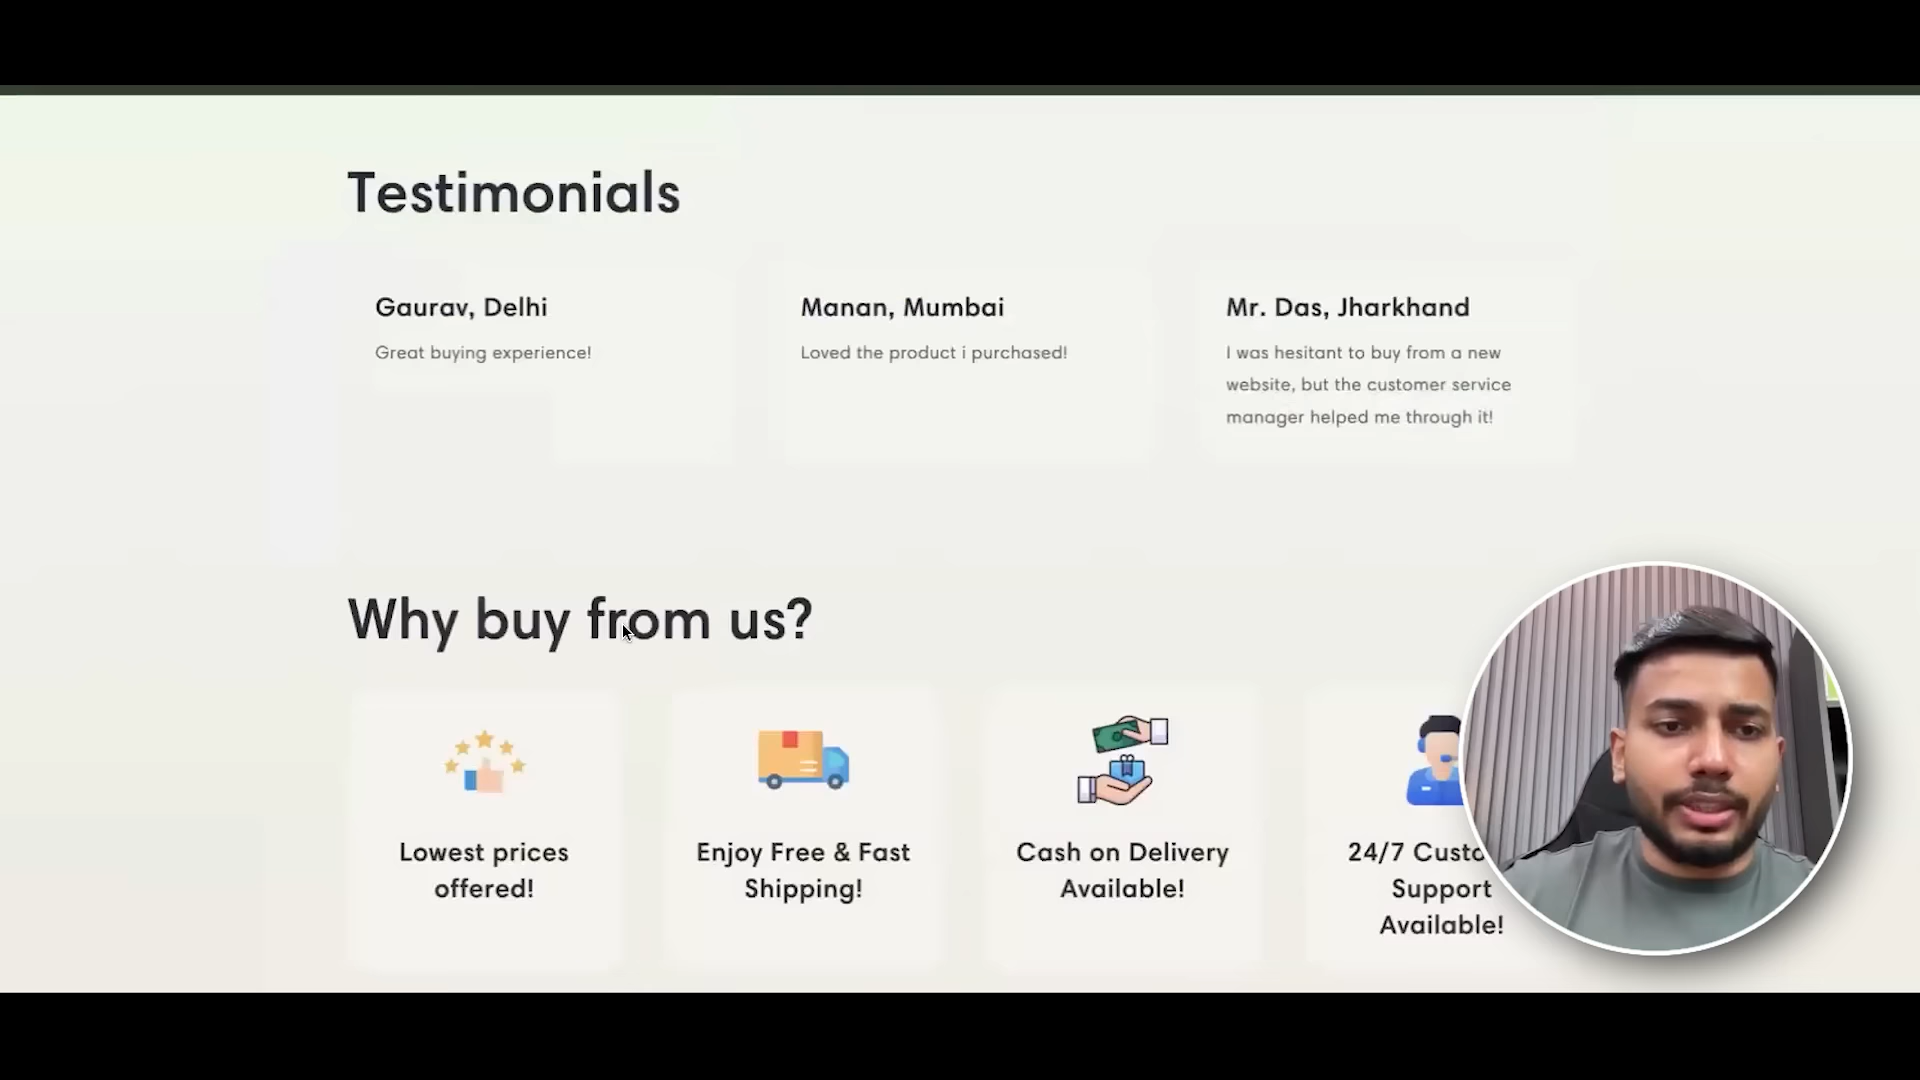 Testimonials
Gaurav, Delhi
Great buying experience!
Manan, Mumbai
Loved the product i purchased!
Mr. Das, Jharkhand
I was hesitant to buy from a new
website, but the customer service
manager helped me through it!
Why buy from us?
Lowest prices
offered!
Enjoy Free & Fast
Shipping!
Cash on Delivery
Available!
24/7
Support
Available!